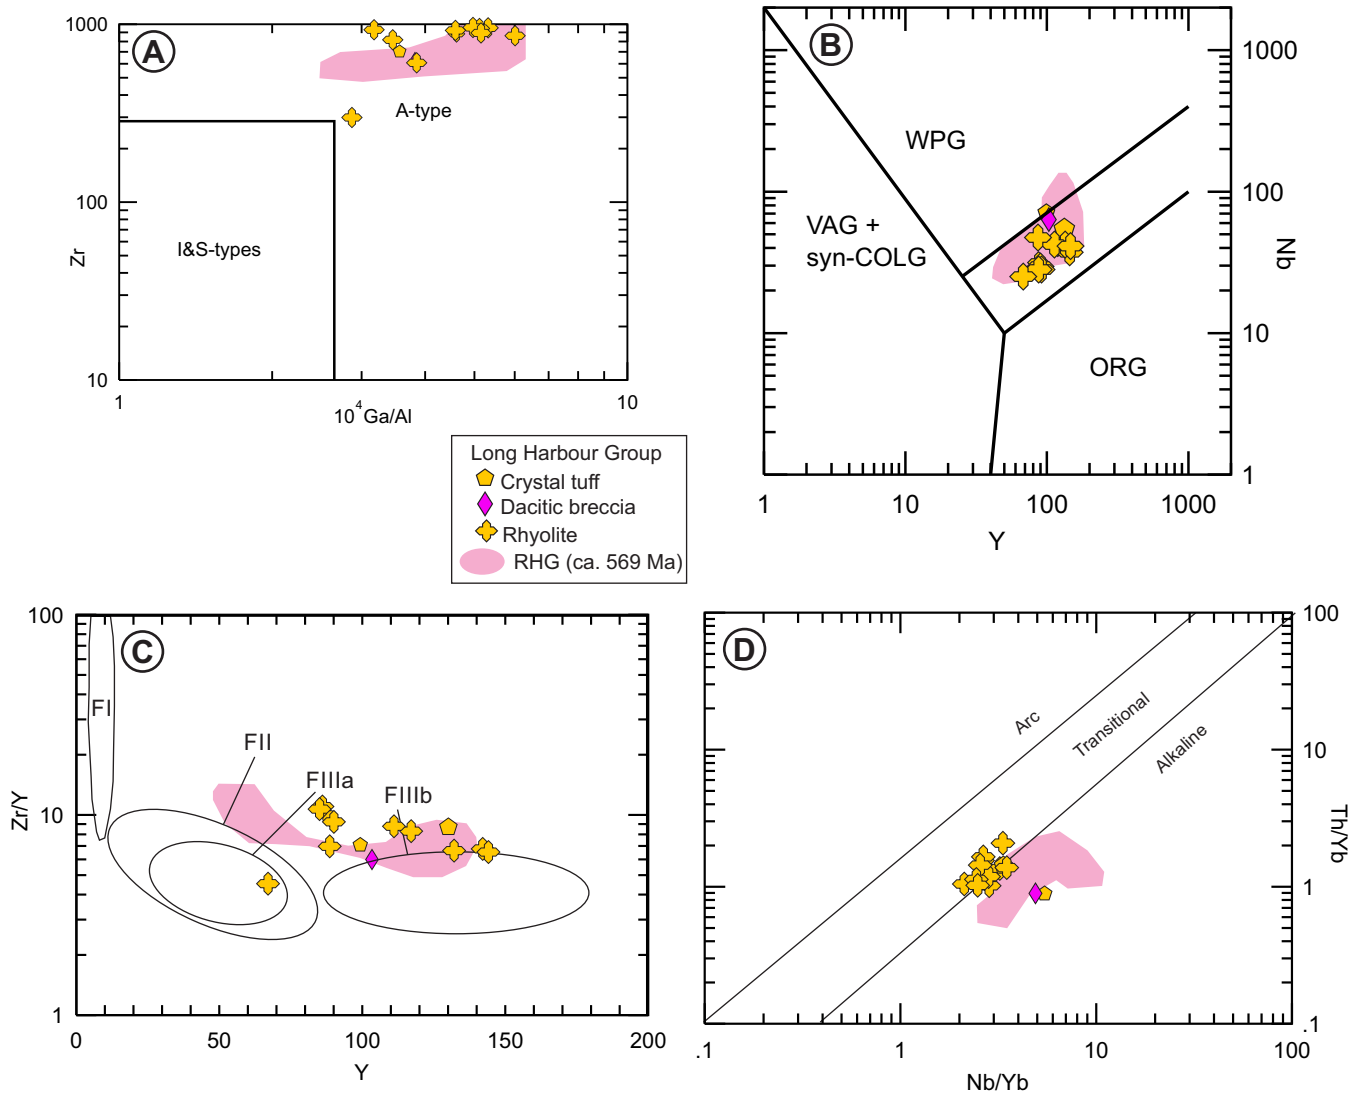 A
1000
100
10
Zr
A-type
I&S-types
1
10
10⁴Ga/Al
B
WPG
VAG +
syn-COLG
ORG
1000
100
10
1
Nb
1
10
100
1000
Y
Long Harbour Group
Crystal tuff
Dacitic breccia
Rhyolite
RHG (ca. 569 Ma)
C
100
10
1
Zr/Y
FI
FII
FIIIa
FIIIb
0
50
100
150
200
Y
D
Arc
Transitional
Alkaline
100
10
1
.1
Th/Yb
.1
1
10
100
Nb/Yb